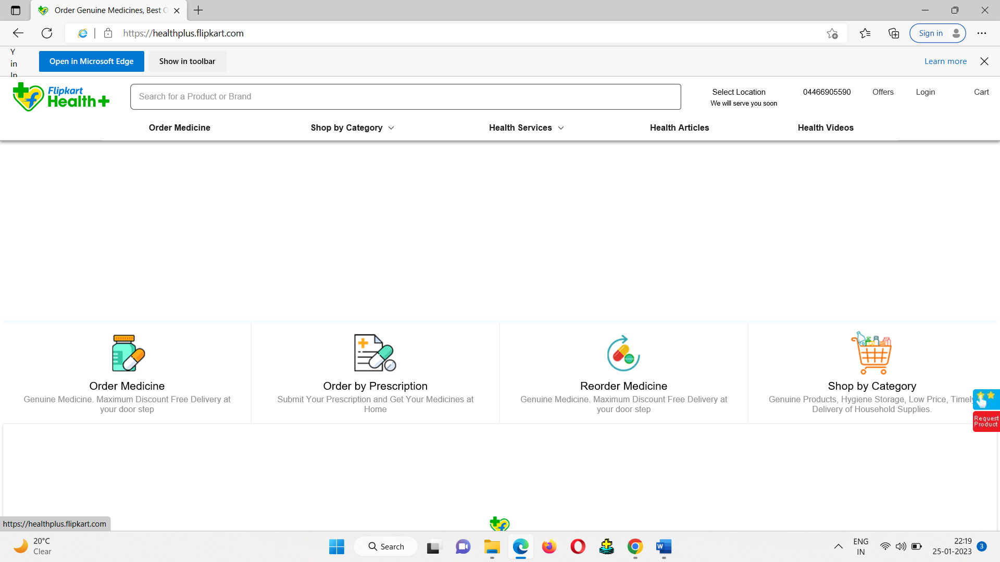 Order Genuine Medicines, Best C
https://healthplus.flipkart.com
Sign in
Y
in
In
Open in Microsoft Edge
Show in toolbar
Learn more
Flipkart
Health+
Search for a Product or Brand
Select Location
We will serve you soon
04466905590
Offers
Login
Cart
Order Medicine
Shop by Category
Health Services
Health Articles
Health Videos
Order Medicine
Genuine Medicine. Maximum Discount Free Delivery at
your door step
Order by Prescription
Submit Your Prescription and Get Your Medicines at
Home
Reorder Medicine
Genuine Medicine. Maximum Discount Free Delivery at
your door step
Shop by Category
Genuine Products, Hygiene Storage, Low Price, Timely
Delivery of Household Supplies.
Request
Product
https://healthplus.flipkart.com
20°C
Clear
Search
ENG
IN
22:19
25-01-2023
3